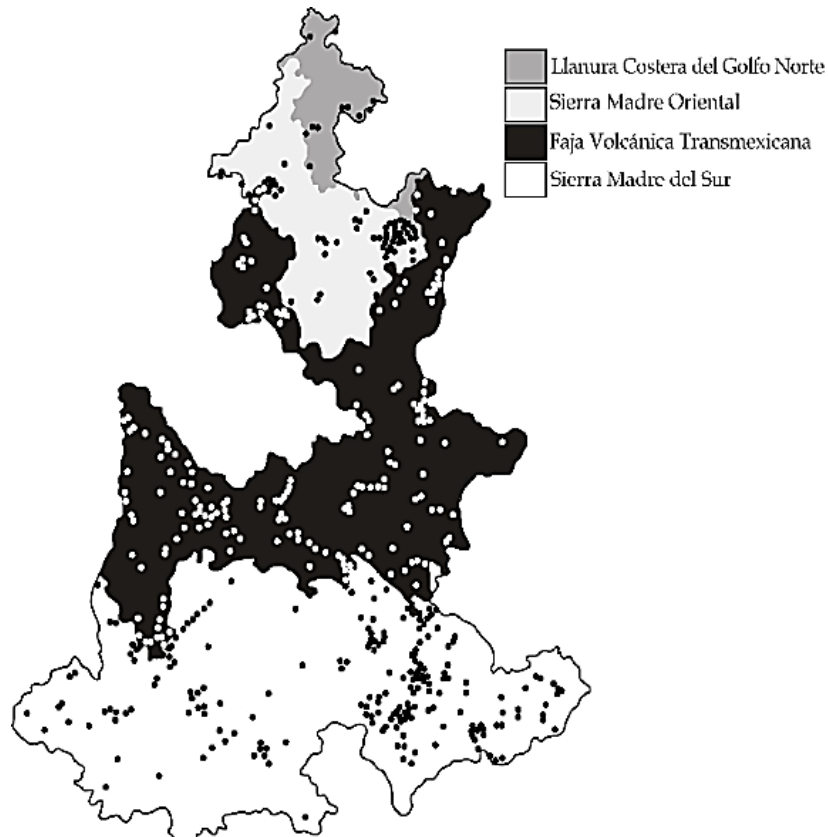 Llanura Costera del Golfo Norte
Sierra Madre Oriental
Faja Volcánica Transmexicana
Sierra Madre del Sur